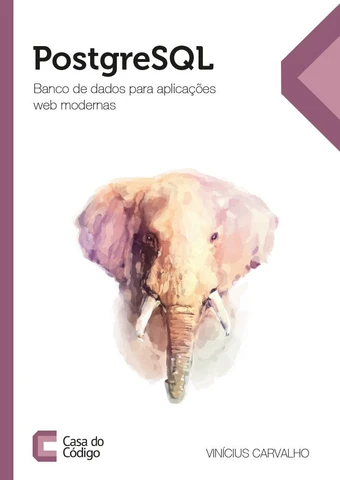 PostgreSQL
Banco de dados para aplicações
web modernas
Casa do
Código
VINÍCIUS CARVALHO